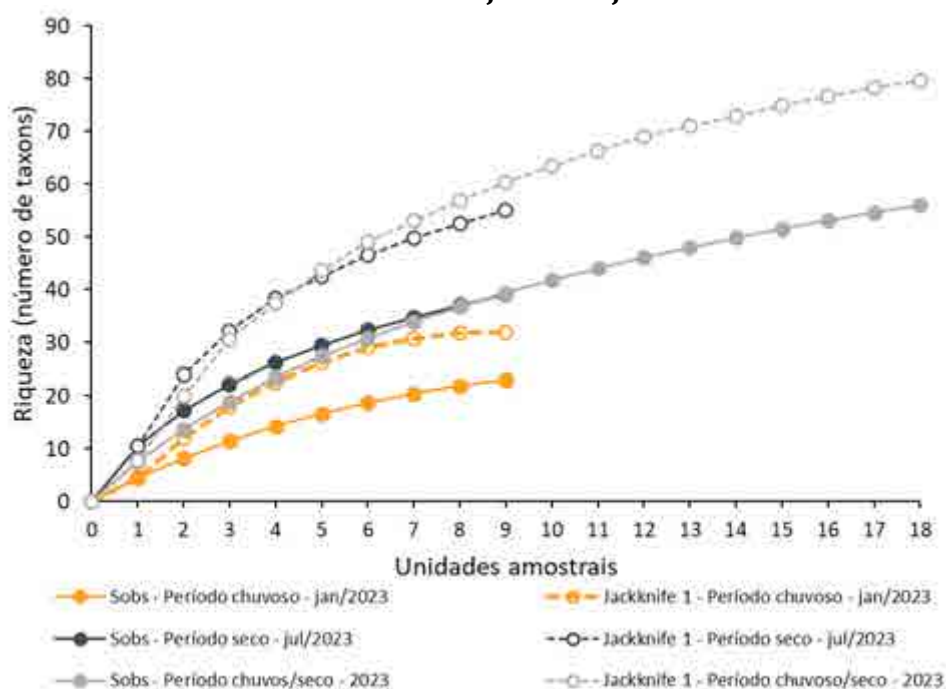 90
80
70
60
50
40
30
20
10
0
Riqueza (número de taxons)
0 1 2 3 4 5 6 7 8 9 10 11 12 13 14 15 16 17 18
Unidades amostrais
Sobs - Período chuvoso - jan/2023
Jackknife 1 - Período chuvoso - jan/2023
Sobs - Período seco - jul/2023
Jackknife 1 - Período seco - jul/2023
Sobs - Período chuvos/seco - 2023
Jackknife 1 - Período chuvoso/seco - 2023